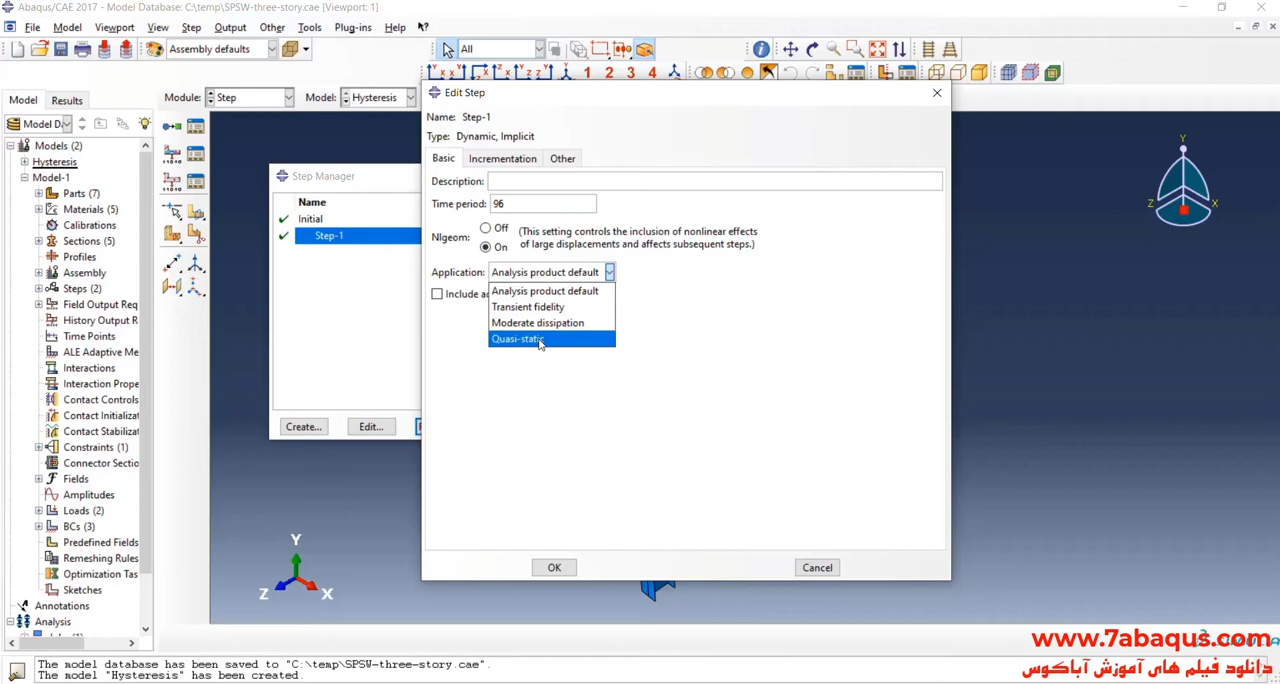 Abaqus/CAE 2017 - Model Database: C:\temp\SPSW-three-story.cae [Viewport: 1]
File Model Viewport View Step Output Other Tools Plug-ins Help
Assembly defaults All
1 2 3 4
Model Results Module: Step Model: Hysteresis
Model D
Models (2)
Hysteresis
Model-1
Parts (7)
Materials (5)
Calibrations
Sections (5)
Profiles
Assembly
Steps (2)
Field Output Req
History Output R
Time Points
ALE Adaptive Me
Interactions
Interaction Prope
Contact Controls
Contact Initializat
Contact Stabilizat
Constraints (1)
Connector Sectio
Fields
Amplitudes
Loads (2)
BCs (3)
Predefined Fields
Remeshing Rules
Optimization Tas
Sketches
Annotations
Analysis
Step Manager
Name
Initial
Step-1
Create... Edit...
Edit Step
Name: Step-1
Type: Dynamic, Implicit
Basic Incrementation Other
Description:
Time period: 96
Nlgeom: Off (This setting controls the inclusion of nonlinear effects
On of large displacements and affects subsequent steps.)
Application: Analysis product default
Include ad
Analysis product default
Transient fidelity
Moderate dissipation
Quasi-static
OK Cancel
Y
Z X
Y
Z X
www.7abaqus.com
دانلود فیلم های آموزش آباکوس
The model database has been saved to "C:\temp\SPSW-three-story.cae".
The model "Hysteresis" has been created.